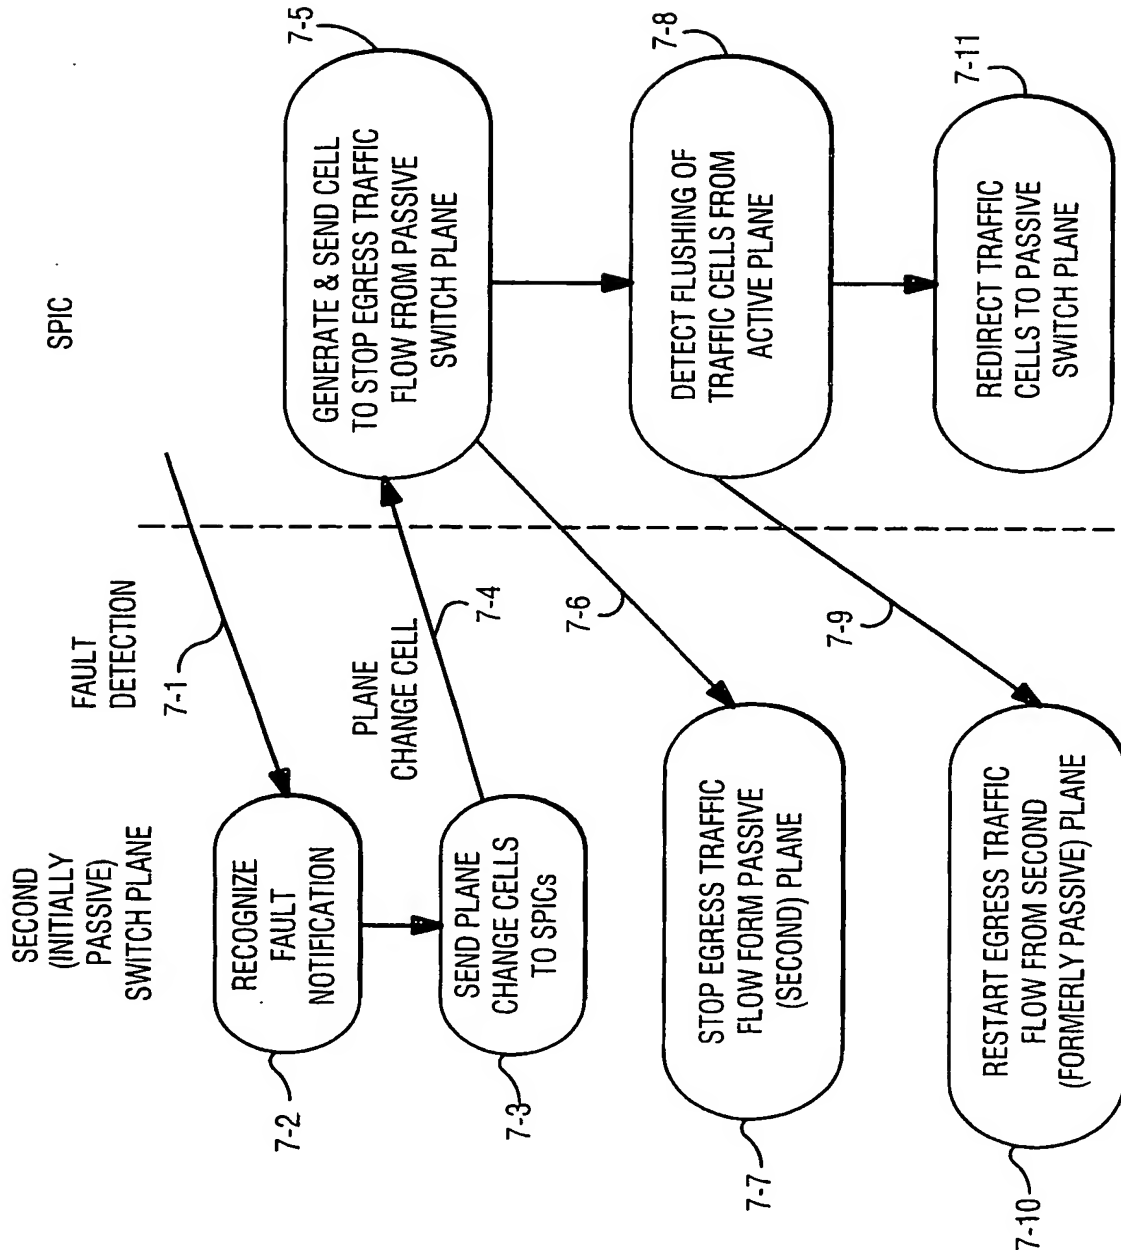 SECOND
(INITIALLY
PASSIVE)
SWITCH PLANE
FAULT
DETECTION
SPIC
7-1
RECOGNIZE
FAULT
NOTIFICATION
7-2
SEND PLANE
CHANGE CELLS
TO SPICs
7-3
PLANE
CHANGE CELL
7-4
GENERATE & SEND CELL
TO STOP EGRESS TRAFFIC
FLOW FROM PASSIVE
SWITCH PLANE
7-5
7-6
STOP EGRESS TRAFFIC
FLOW FORM PASSIVE
(SECOND) PLANE
7-7
DETECT FLUSHING OF
TRAFFIC CELLS FROM
ACTIVE PLANE
7-8
7-9
RESTART EGRESS TRAFFIC
FLOW FROM SECOND
(FORMERLY PASSIVE) PLANE
7-10
REDIRECT TRAFFIC
CELLS TO PASSIVE
SWITCH PLANE
7-11